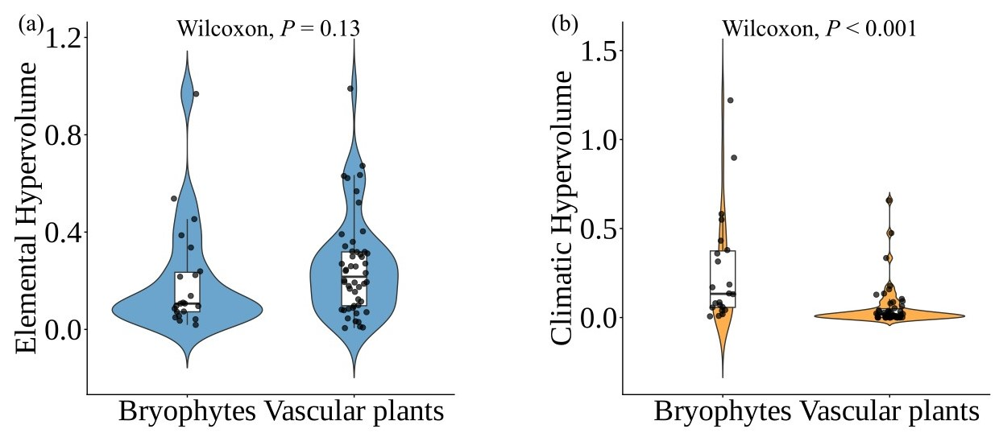 (a)
Wilcoxon, P = 0.13
Elemental Hypervolume
1.2
0.8
0.4
0.0
Bryophytes Vascular plants
(b)
Wilcoxon, P < 0.001
Climatic Hypervolume
1.5
1.0
0.5
0.0
Bryophytes Vascular plants